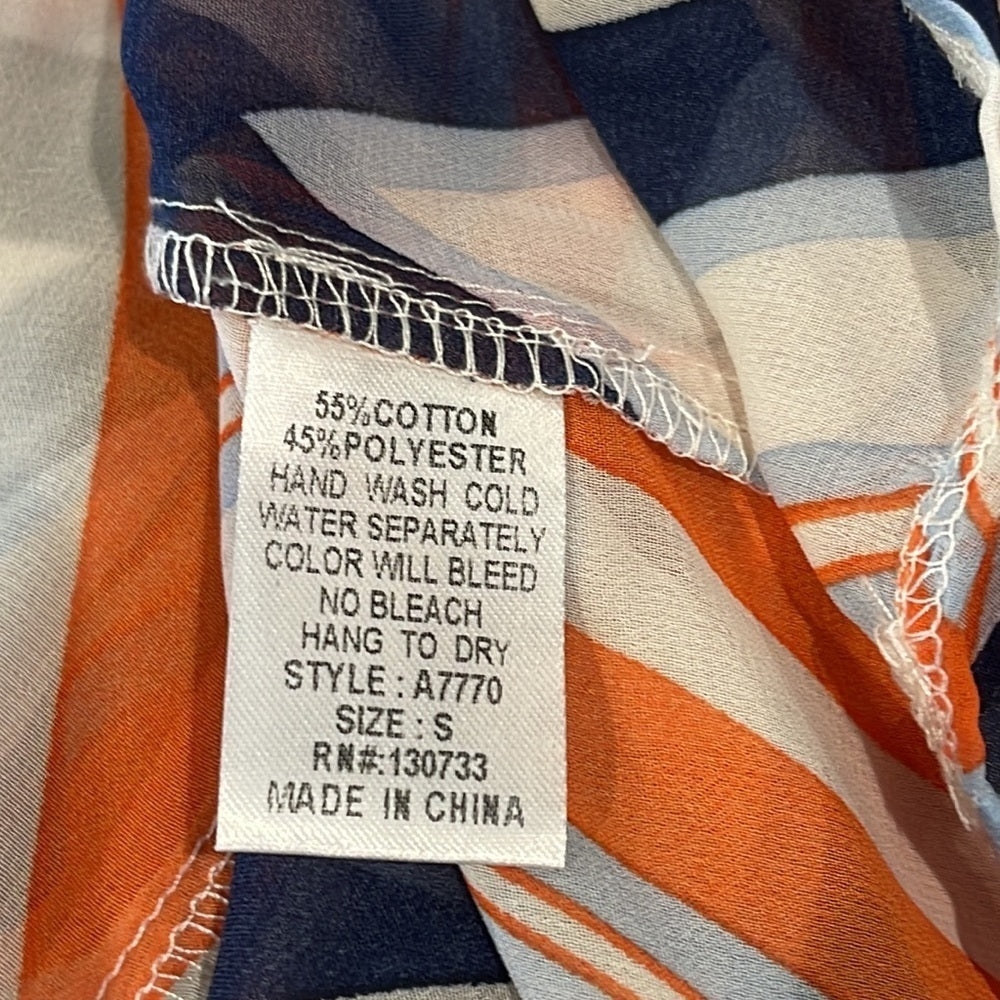 55%COTTON
45%POLYESTER
HAND WASH COLD
WATER SEPARATELY
COLOR WILL BLEED
NO BLEACH
HANG TO DRY
STYLE : A7770
SIZE : S
RN#:130733
MADE IN CHINA